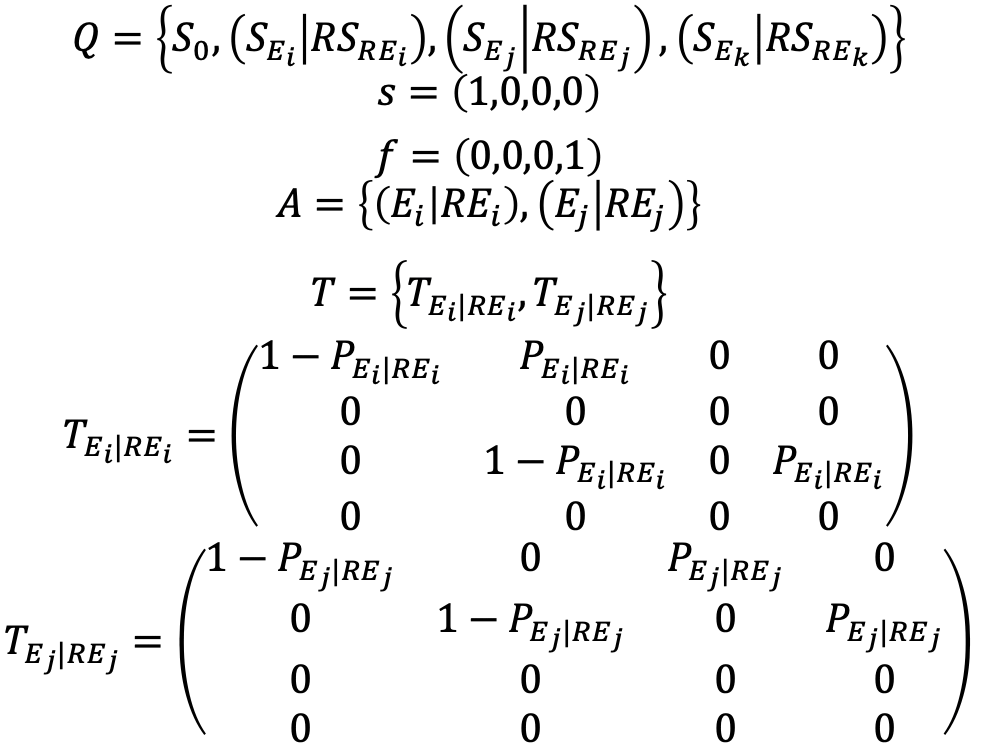 Q = {S₀, (S_{E_i}|RS_{RE_i}), (S_{E_j}|RS_{RE_j}), (S_{E_k}|RS_{RE_k})}
s = (1,0,0,0)
f = (0,0,0,1)
A = {(E_i|RE_i), (E_j|RE_j)}
T = {T_{E_i|RE_i}, T_{E_j|RE_j}}
1 − P_{E_i|RE_i} P_{E_i|RE_i} 0 0
0 0 0 0
T_{E_i|RE_i} =
0 1 − P_{E_i|RE_i} 0 P_{E_i|RE_i}
0 0 0 0
1 − P_{E_j|RE_j} 0 P_{E_j|RE_j} 0
0 1 − P_{E_j|RE_j} 0 P_{E_j|RE_j}
T_{E_j|RE_j} =
0 0 0 0
0 0 0 0